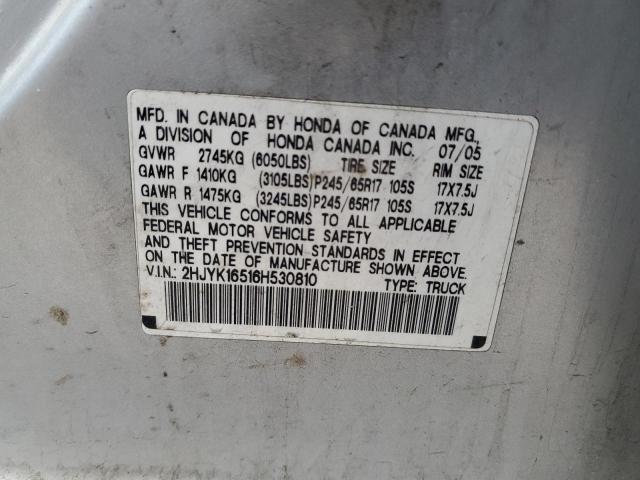 MFD. IN CANADA BY HONDA OF CANADA MFG.,
A DIVISION OF HONDA CANADA INC. 07/05
GVWR 2745KG (6050LBS) TIRE SIZE RIM SIZE
GAWR F 1410KG (3105LBS)P245/65R17 105S 17X7.5J
GAWR R 1475KG (3245LBS)P245/65R17 105S 17X7.5J
THIS VEHICLE CONFORMS TO ALL APPLICABLE
FEDERAL MOTOR VEHICLE SAFETY
AND THEFT PREVENTION STANDARDS IN EFFECT
ON THE DATE OF MANUFACTURE SHOWN ABOVE.
V.I.N.: 2HJYK16516H530810 TYPE: TRUCK